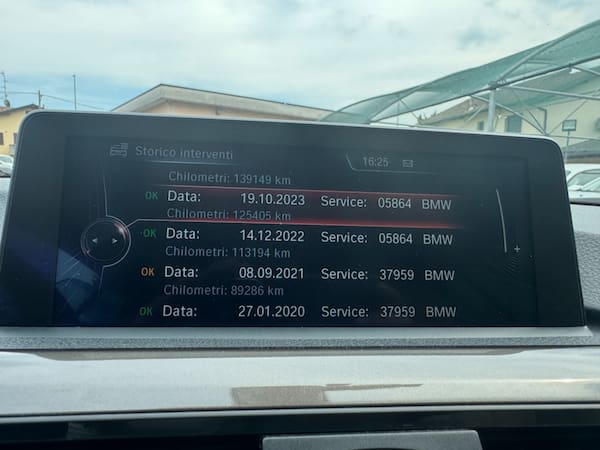 Storico interventi
16:25
Chilometri: 139149 km
OK Data: 19.10.2023 Service: 05864 BMW
Chilometri: 125405 km
OK Data: 14.12.2022 Service: 05864 BMW
Chilometri: 113194 km
OK Data: 08.09.2021 Service: 37959 BMW
Chilometri: 89286 km
OK Data: 27.01.2020 Service: 37959 BMW